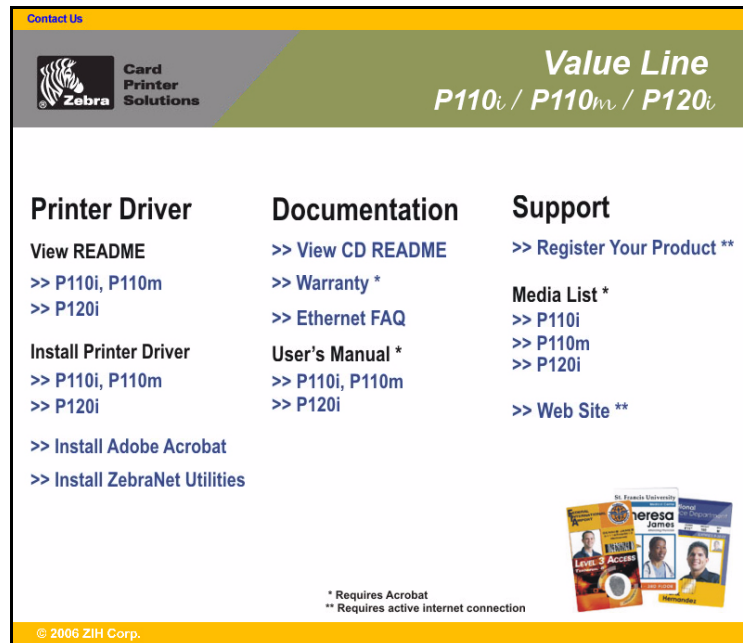 Contact Us
Zebra
®
Card
Printer
Solutions
Value Line
P110i / P110m / P120i
Printer Driver
View README
>> P110i, P110m
>> P120i
Install Printer Driver
>> P110i, P110m
>> P120i
>> Install Adobe Acrobat
>> Install ZebraNet Utilities
Documentation
>> View CD README
>> Warranty *
>> Ethernet FAQ
User's Manual *
>> P110i, P110m
>> P120i
Support
>> Register Your Product **
Media List *
>> P110i
>> P110m
>> P120i
>> Web Site **
St. Francis University
heresa
James
Level 3 Access
Hernandez
* Requires Acrobat
** Requires active internet connection
© 2006 ZIH Corp.